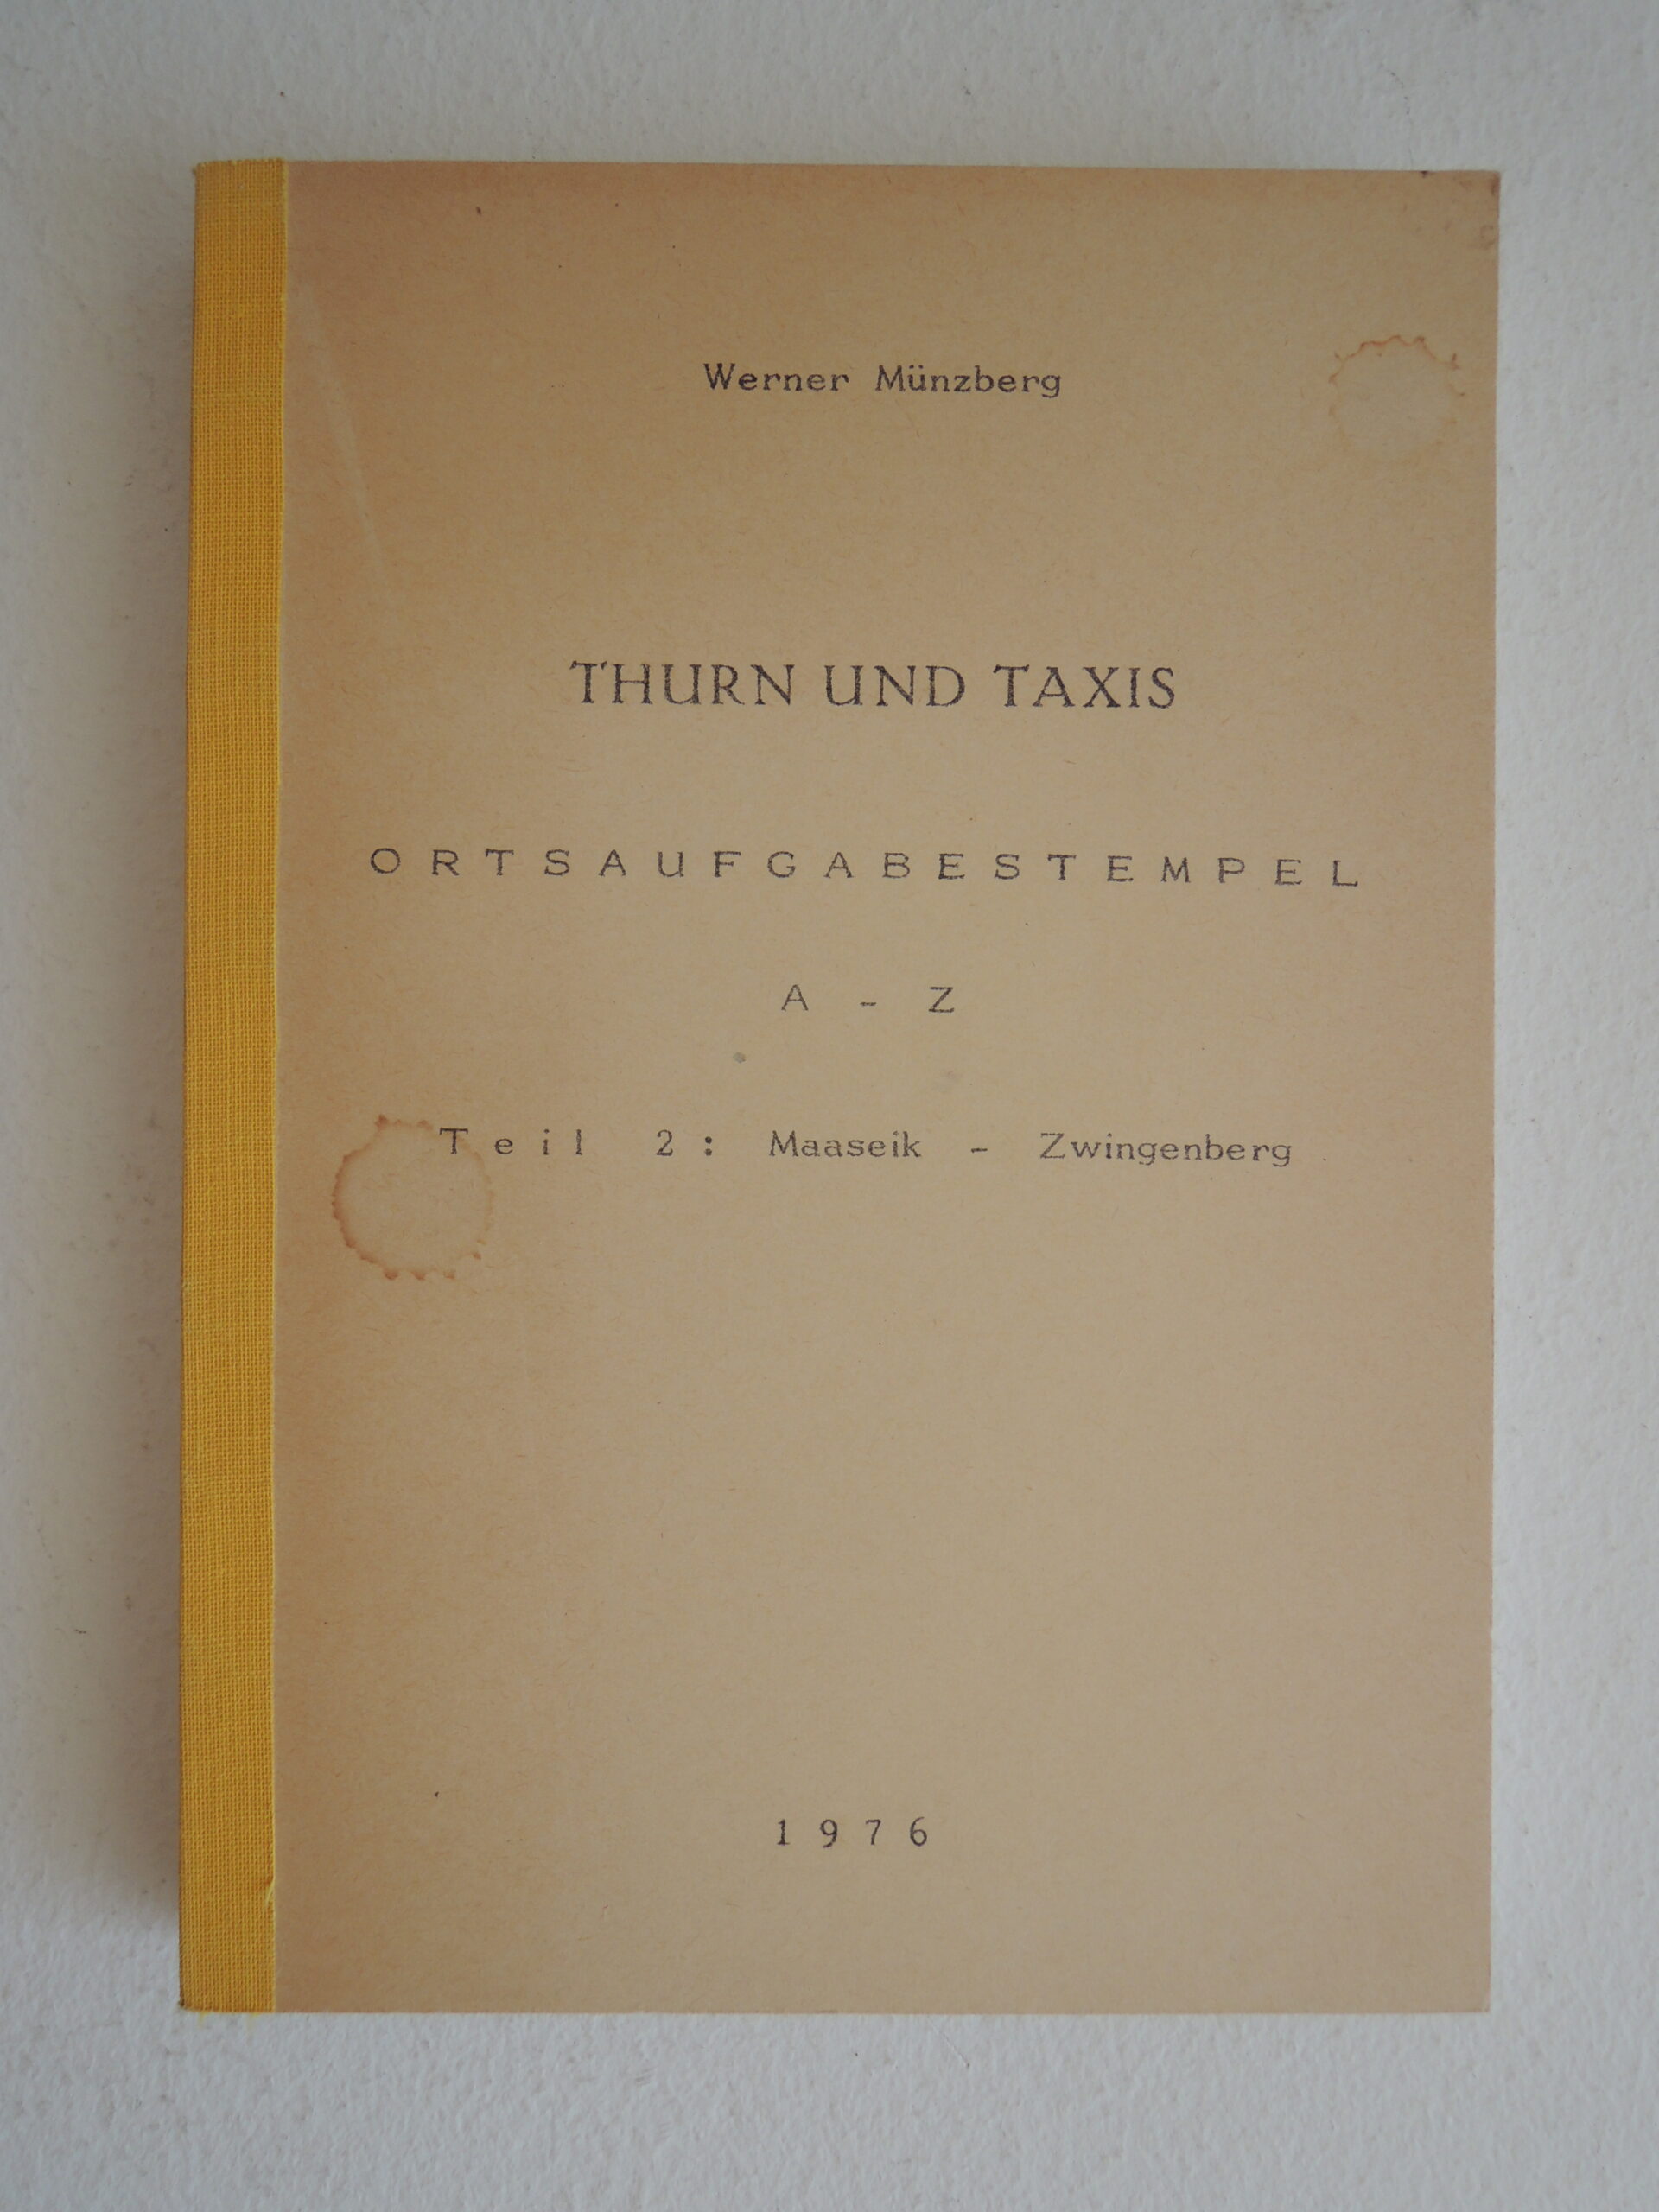 Werner Münzberg
THURN UND TAXIS
ORTSAUFGABESTEMPEL
A - Z
Teil 2: Maaseik - Zwingenberg
1976